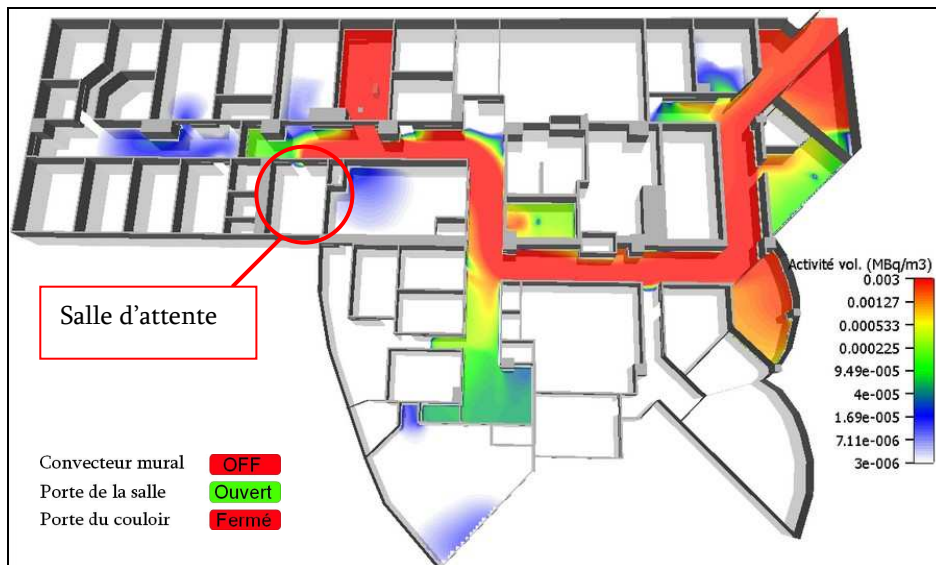 Activité vol. (MBq/m3)
0.003
0.00127
0.000533
0.000225
9.49e-005
4e-005
1.69e-005
7.11e-006
3e-006
Salle d'attente
Convecteur mural OFF
Porte de la salle Ouvert
Porte du couloir Fermé